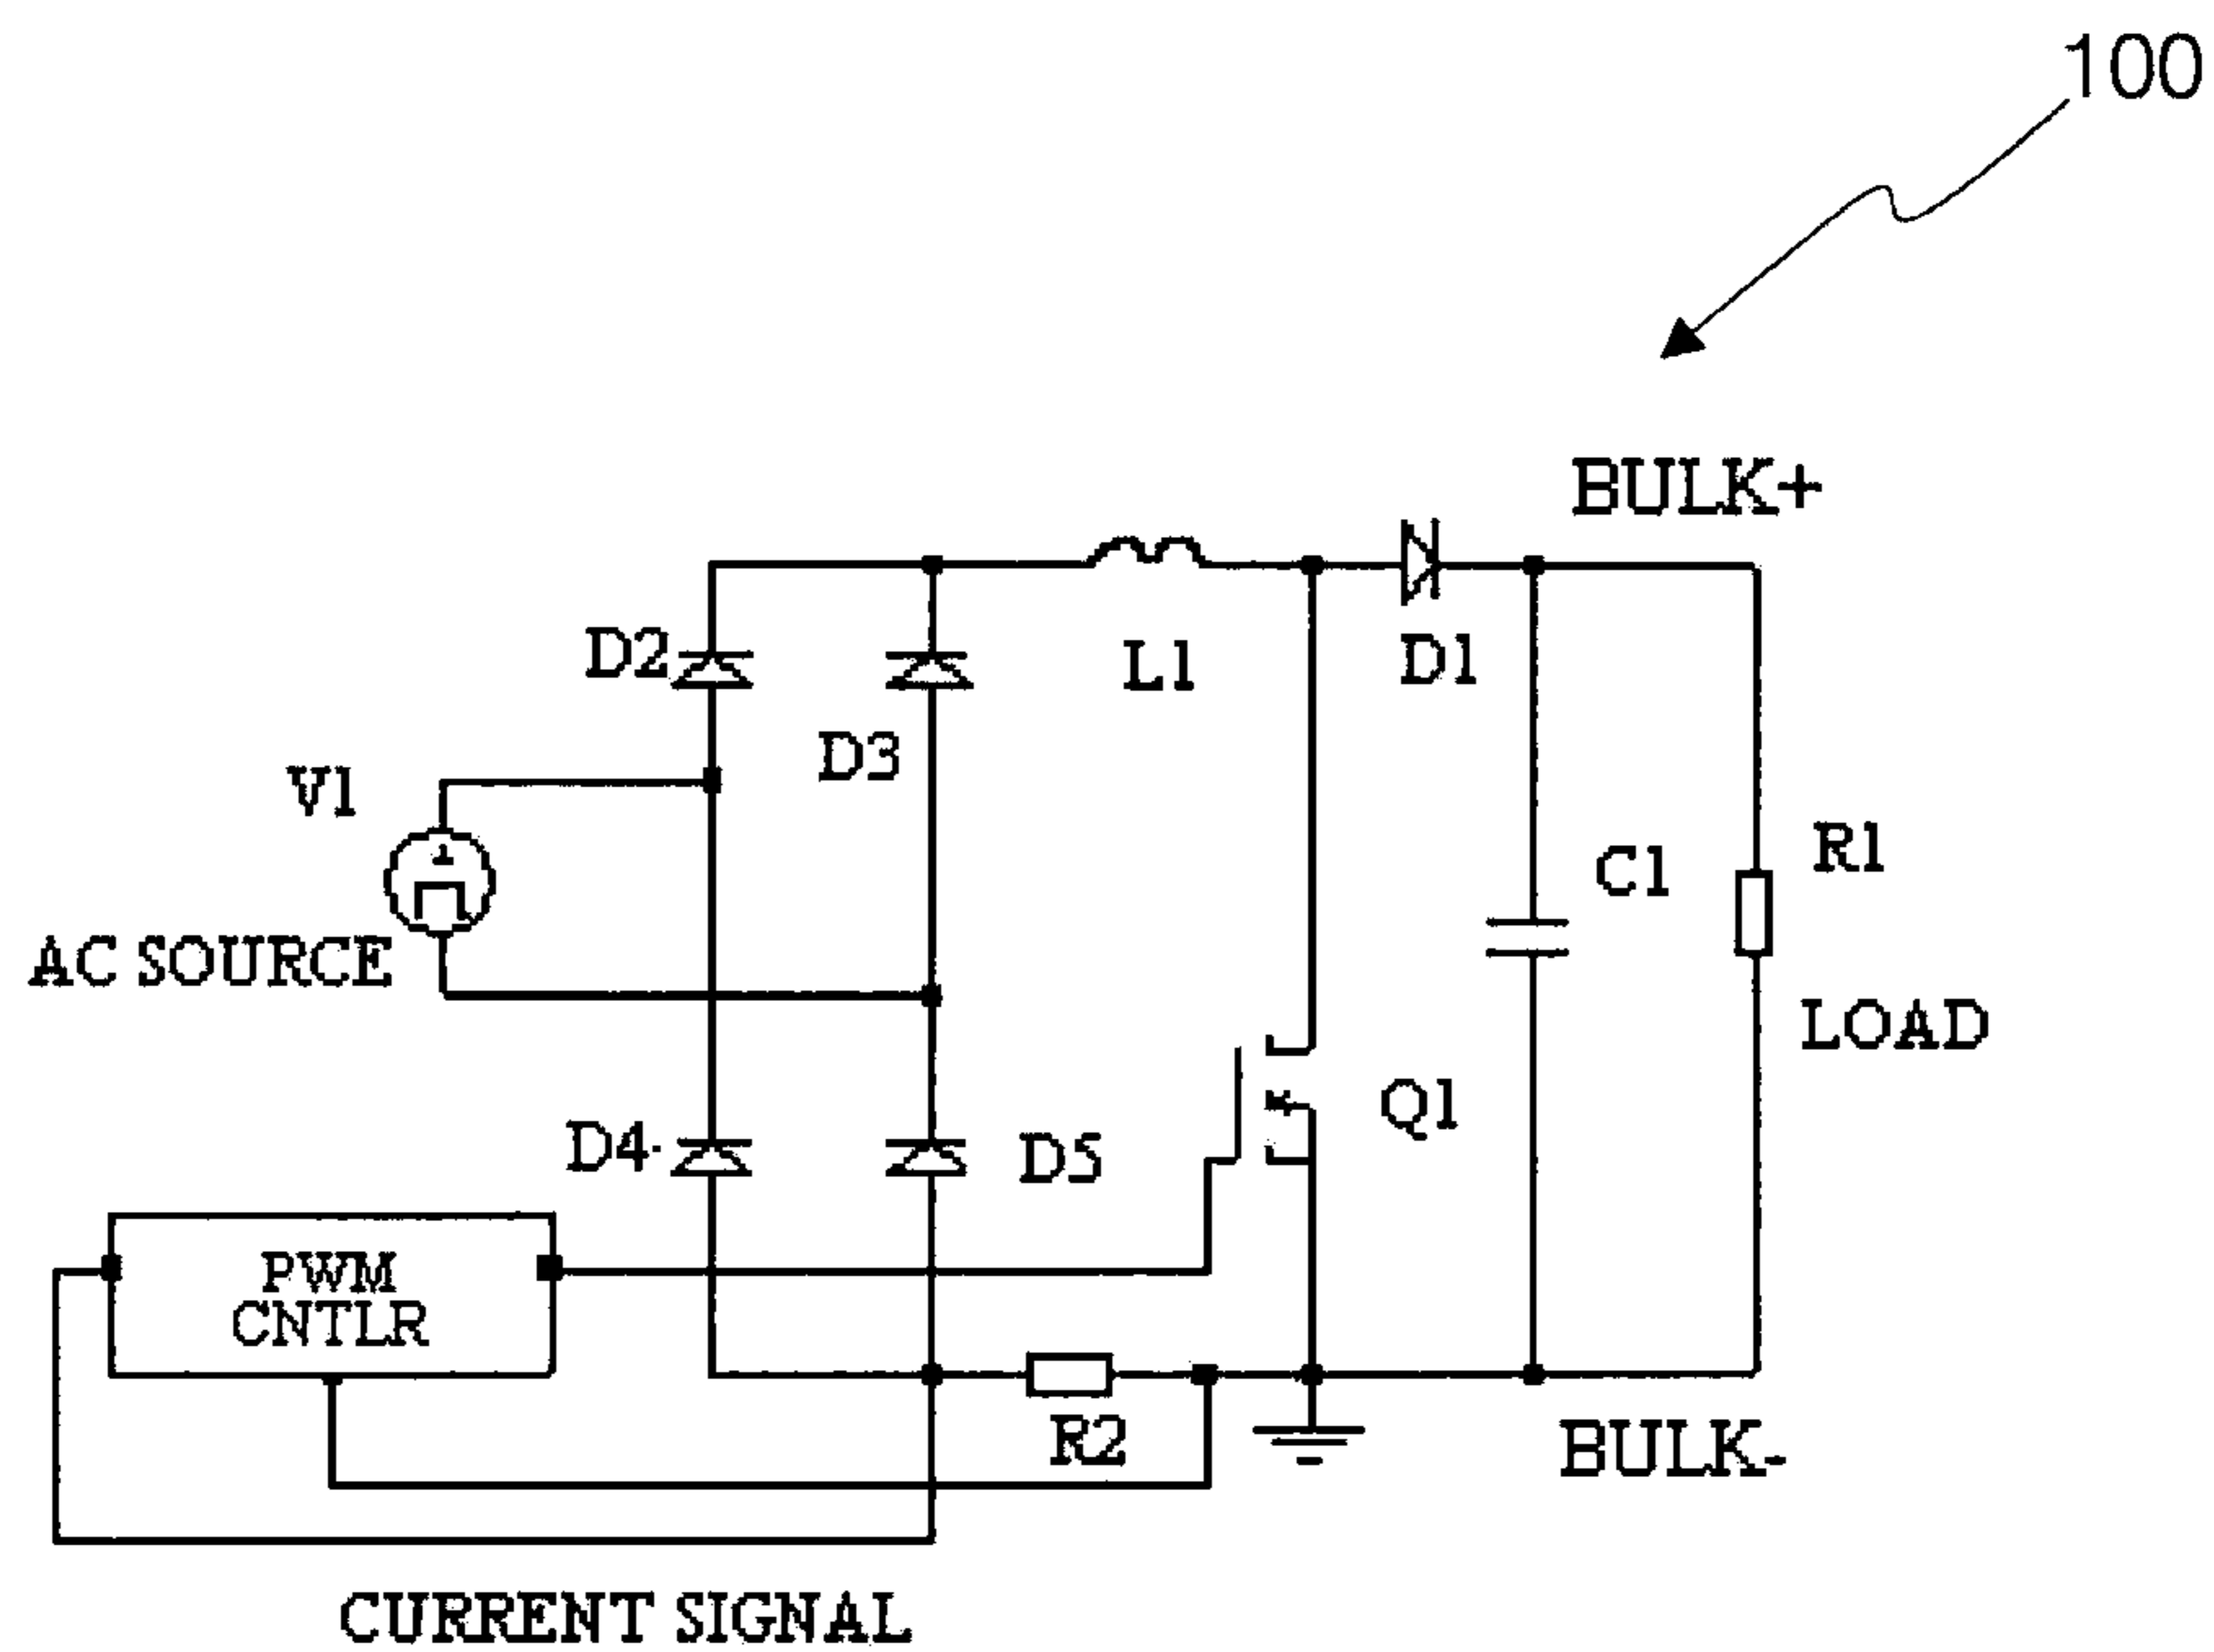 100
BULK+
D2
L1
D1
D3
V1
R1
C1
AC SOURCE
LOAD
Q1
D4
D5
PWM
CNTLR
R2
BULK-
CURRENT SIGNAL